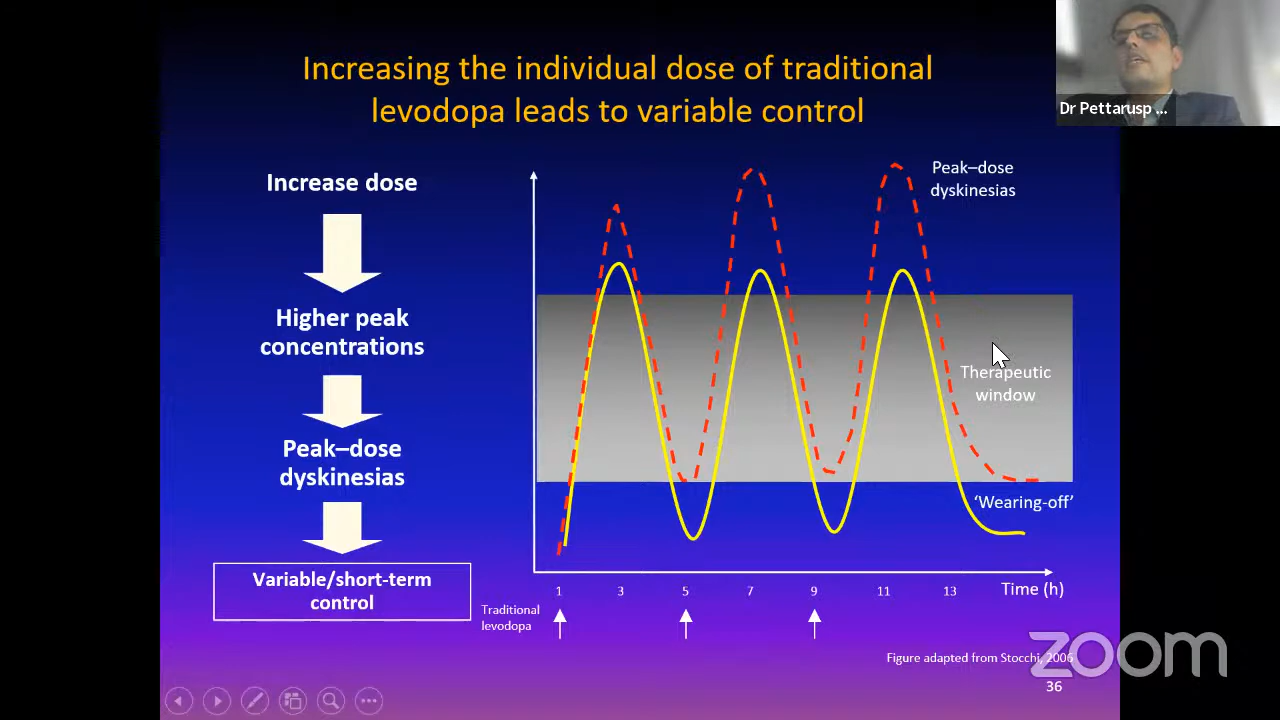 Increasing the individual dose of traditional
levodopa leads to variable control
Dr Pettarusp ...
Increase dose
Higher peak
concentrations
Peak–dose
dyskinesias
Variable/short-term
control
Peak–dose
dyskinesias
Therapeutic
window
‘Wearing-off’
1 3 5 7 9 11 13 Time (h)
Traditional
levodopa
Figure adapted from Stocchi, 2006
zoom
36